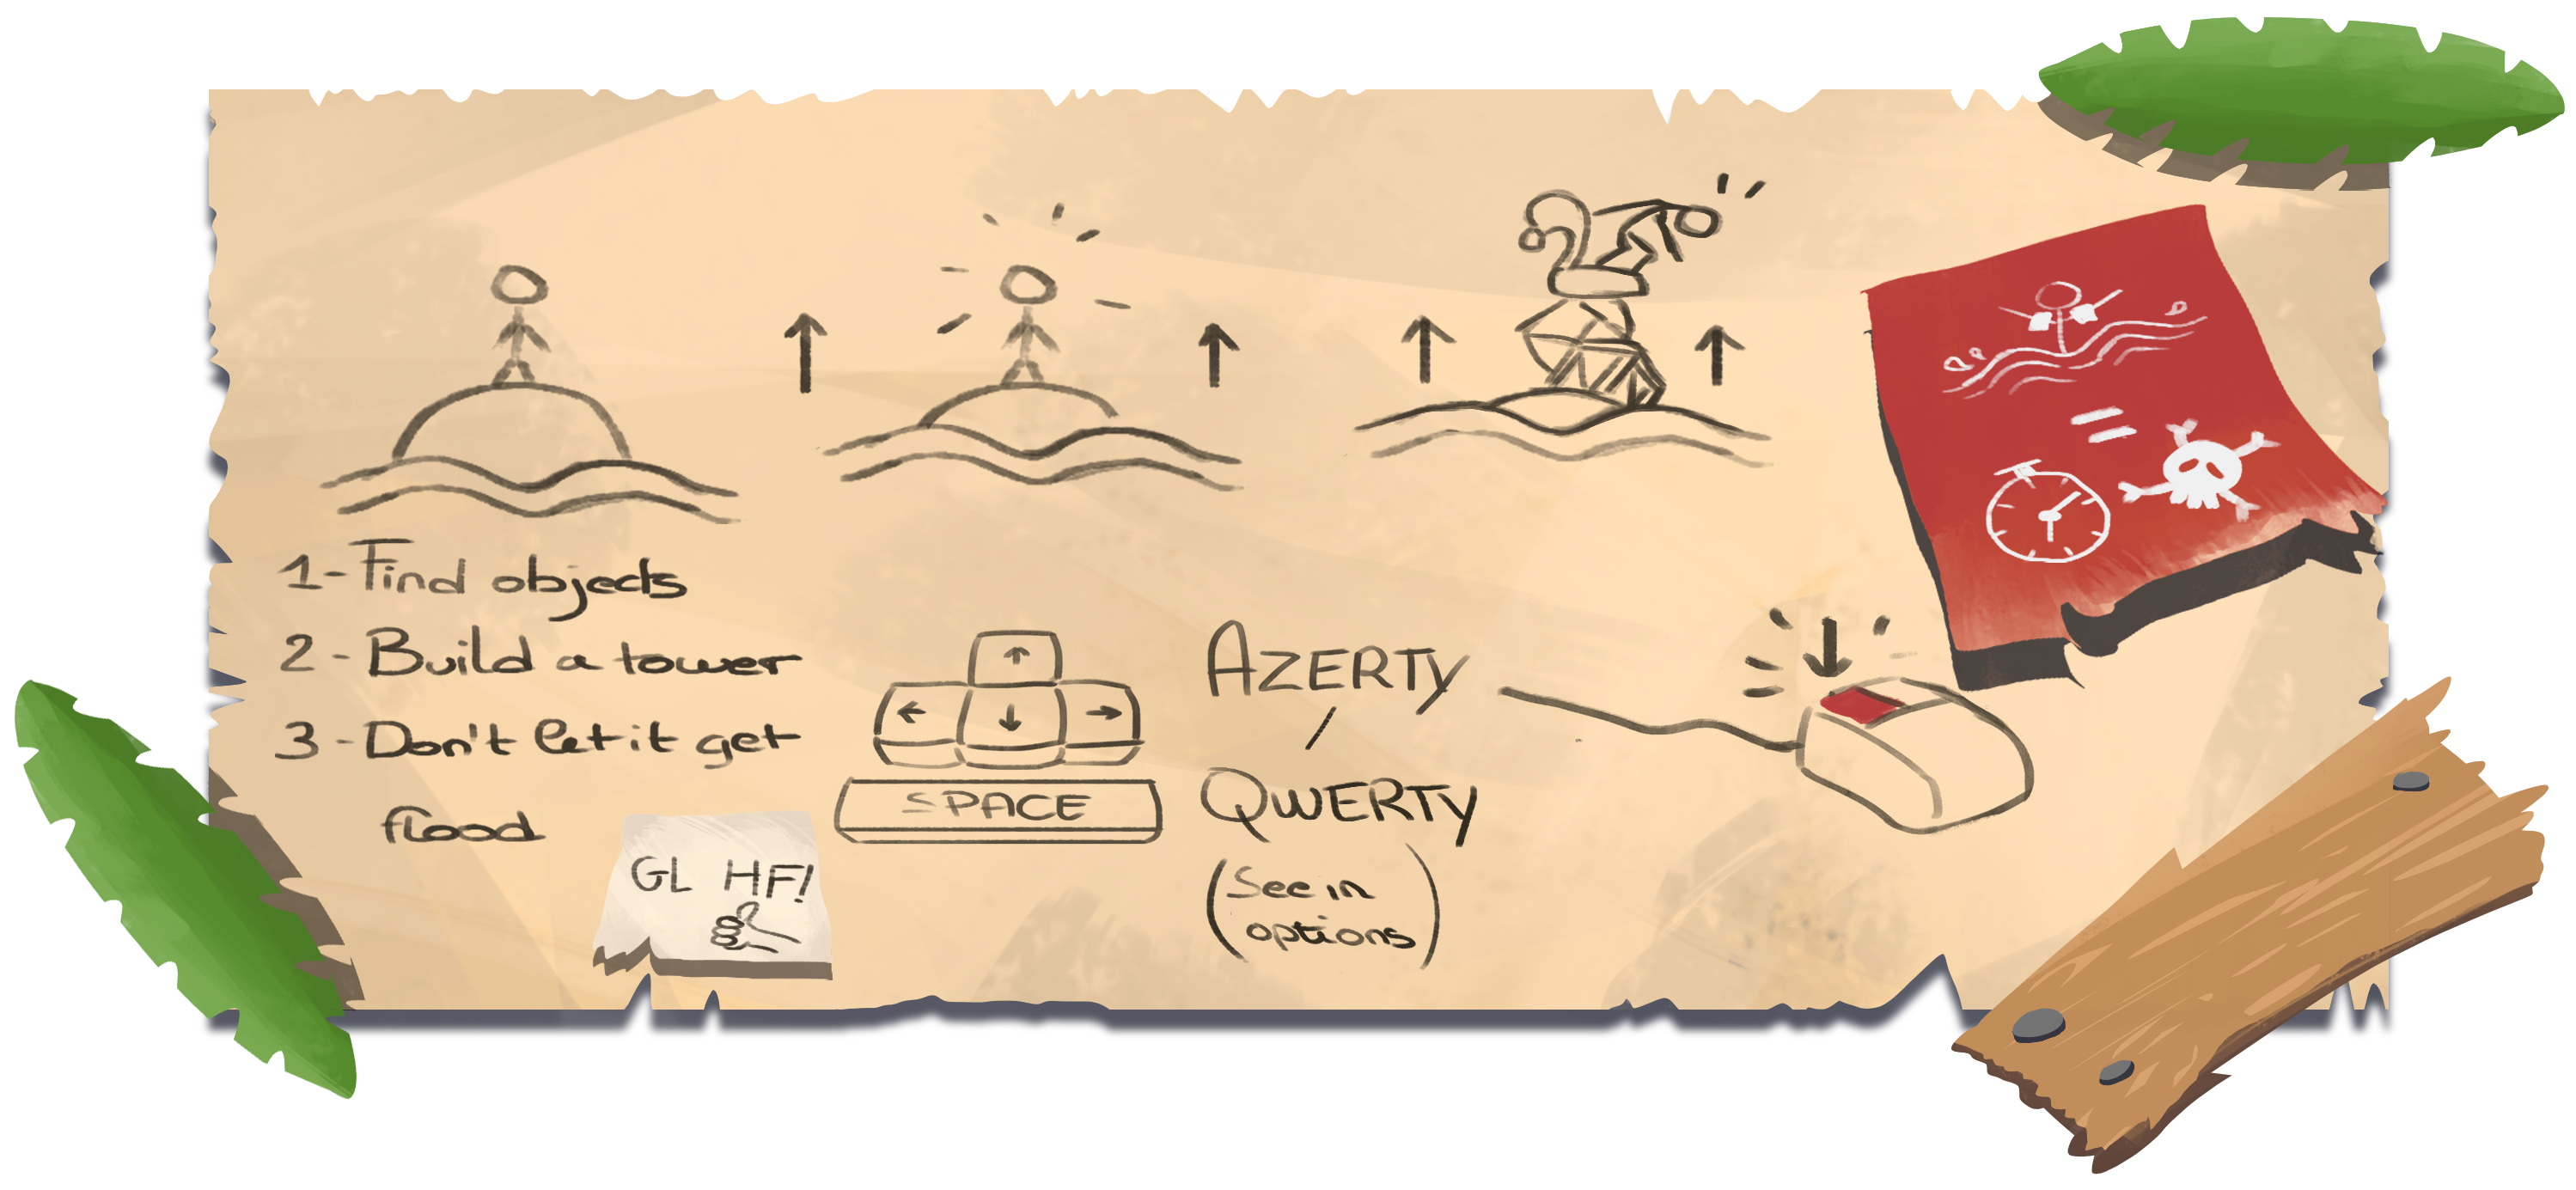 1- Find objects
2 - Build a tower
3 - Don't let it get
flood
GL HF!
SPACE
AZERTY
/
QWERTY
(See in
options)